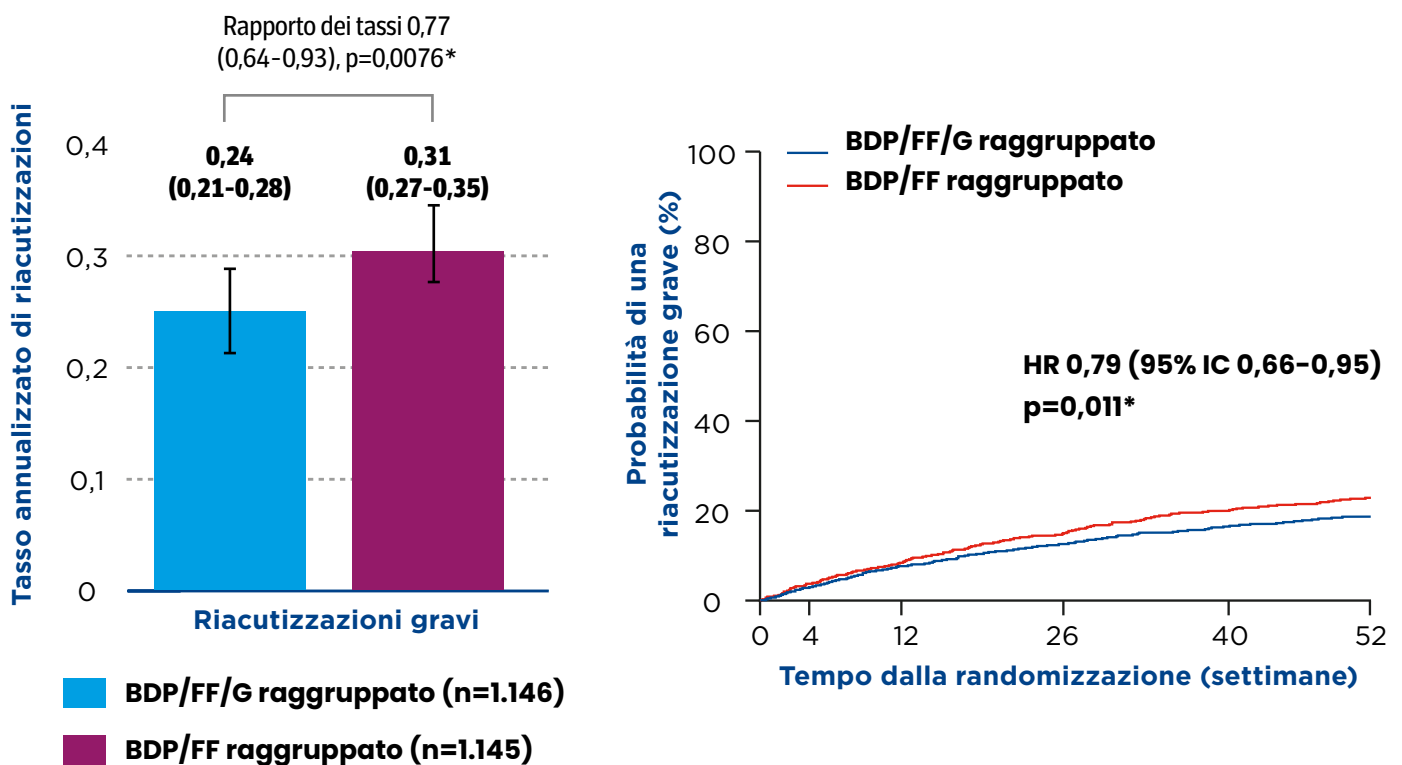 Rapporto dei tassi 0,77
(0,64-0,93), p=0,0076*
Tasso annualizzato di riacutizzazioni
0,4
0,3
0,2
0,1
0
0,24
(0,21-0,28)
0,31
(0,27-0,35)
Riacutizzazioni gravi
BDP/FF/G raggruppato (n=1.146)
BDP/FF raggruppato (n=1.145)
Probabilità di una
riacutizzazione grave (%)
100
80
60
40
20
0
BDP/FF/G raggruppato
BDP/FF raggruppato
HR 0,79 (95% IC 0,66-0,95)
p=0,011*
0 4 12 26 40 52
Tempo dalla randomizzazione (settimane)